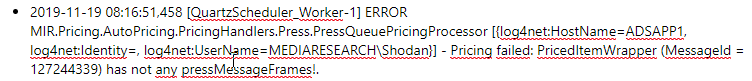 2019-11-19 08:16:51,458 [QuartzScheduler_Worker-1] ERROR
MIR.Pricing.AutoPricing.PricingHandlers.Press.PressQueuePricingProcessor [{log4net:HostName=ADSAPP1,
log4net:Identity=, log4net:UserName=MEDIARESEARCH\Shodan}] - Pricing failed: PricedItemWrapper (MessageId =
127244339) has not any pressMessageFrames!.